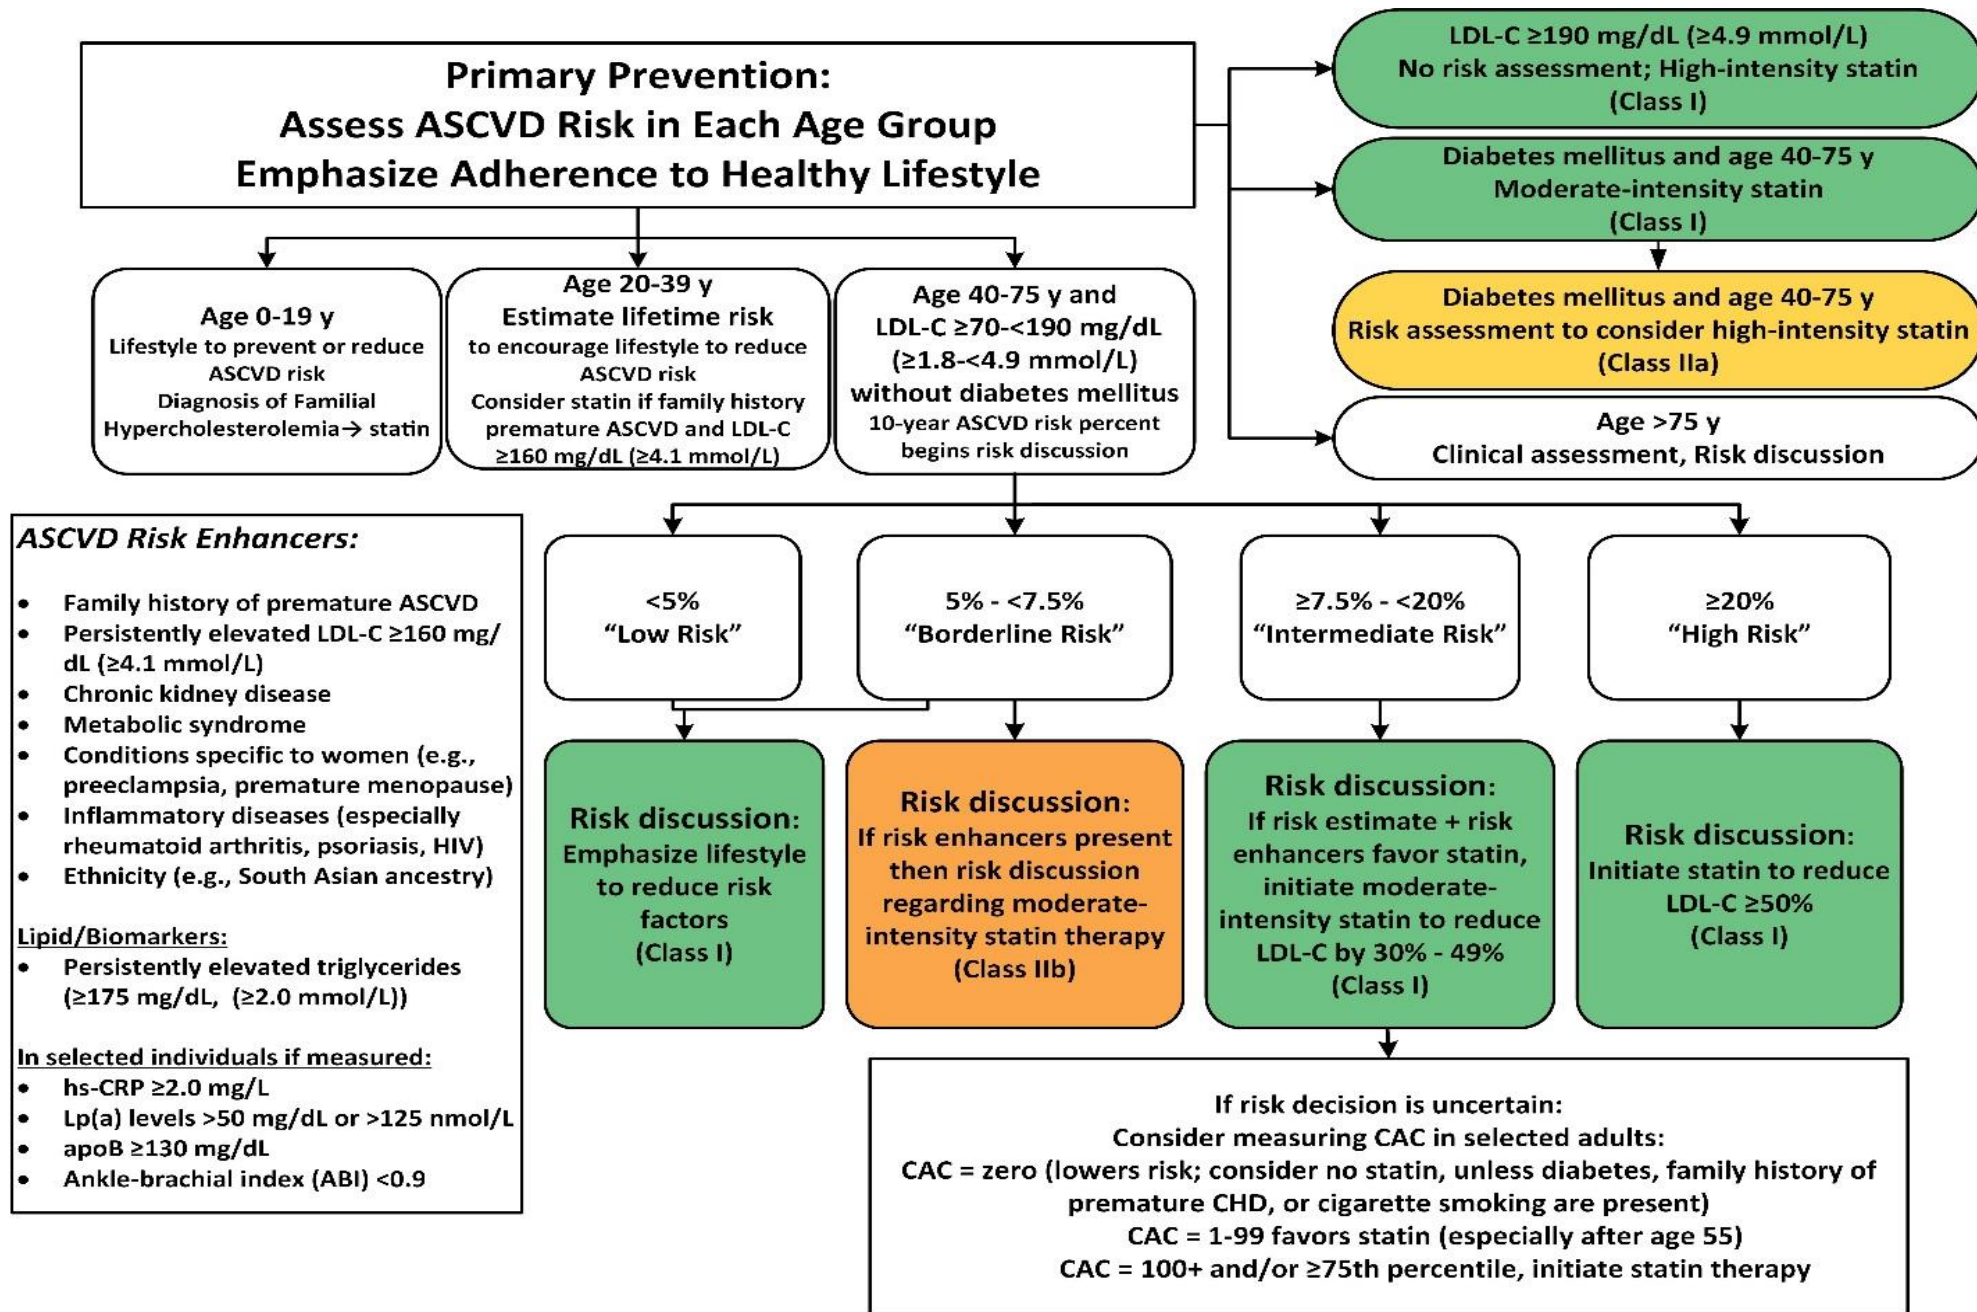 Primary Prevention:
Assess ASCVD Risk in Each Age Group
Emphasize Adherence to Healthy Lifestyle
LDL-C ≥190 mg/dL (≥4.9 mmol/L)
No risk assessment; High-intensity statin
(Class I)
Diabetes mellitus and age 40-75 y
Moderate-intensity statin
(Class I)
Diabetes mellitus and age 40-75 y
Risk assessment to consider high-intensity statin
(Class IIa)
Age >75 y
Clinical assessment, Risk discussion
Age 0-19 y
Lifestyle to prevent or reduce
ASCVD risk
Diagnosis of Familial
Hypercholesterolemia→ statin
Age 20-39 y
Estimate lifetime risk
to encourage lifestyle to reduce
ASCVD risk
Consider statin if family history
premature ASCVD and LDL-C
≥160 mg/dL (≥4.1 mmol/L)
Age 40-75 y and
LDL-C ≥70-<190 mg/dL
(≥1.8-<4.9 mmol/L)
without diabetes mellitus
10-year ASCVD risk percent
begins risk discussion
ASCVD Risk Enhancers:
• Family history of premature ASCVD
• Persistently elevated LDL-C ≥160 mg/
dL (≥4.1 mmol/L)
• Chronic kidney disease
• Metabolic syndrome
• Conditions specific to women (e.g.,
preeclampsia, premature menopause)
• Inflammatory diseases (especially
rheumatoid arthritis, psoriasis, HIV)
• Ethnicity (e.g., South Asian ancestry)
Lipid/Biomarkers:
• Persistently elevated triglycerides
(≥175 mg/dL, (≥2.0 mmol/L))
In selected individuals if measured:
• hs-CRP ≥2.0 mg/L
• Lp(a) levels >50 mg/dL or >125 nmol/L
• apoB ≥130 mg/dL
• Ankle-brachial index (ABI) <0.9
<5%
“Low Risk”
5% - <7.5%
“Borderline Risk”
≥7.5% - <20%
“Intermediate Risk”
≥20%
“High Risk”
Risk discussion:
Emphasize lifestyle
to reduce risk
factors
(Class I)
Risk discussion:
If risk enhancers present
then risk discussion
regarding moderate-
intensity statin therapy
(Class IIb)
Risk discussion:
If risk estimate + risk
enhancers favor statin,
initiate moderate-
intensity statin to reduce
LDL-C by 30% - 49%
(Class I)
Risk discussion:
Initiate statin to reduce
LDL-C ≥50%
(Class I)
If risk decision is uncertain:
Consider measuring CAC in selected adults:
CAC = zero (lowers risk; consider no statin, unless diabetes, family history of
premature CHD, or cigarette smoking are present)
CAC = 1-99 favors statin (especially after age 55)
CAC = 100+ and/or ≥75th percentile, initiate statin therapy